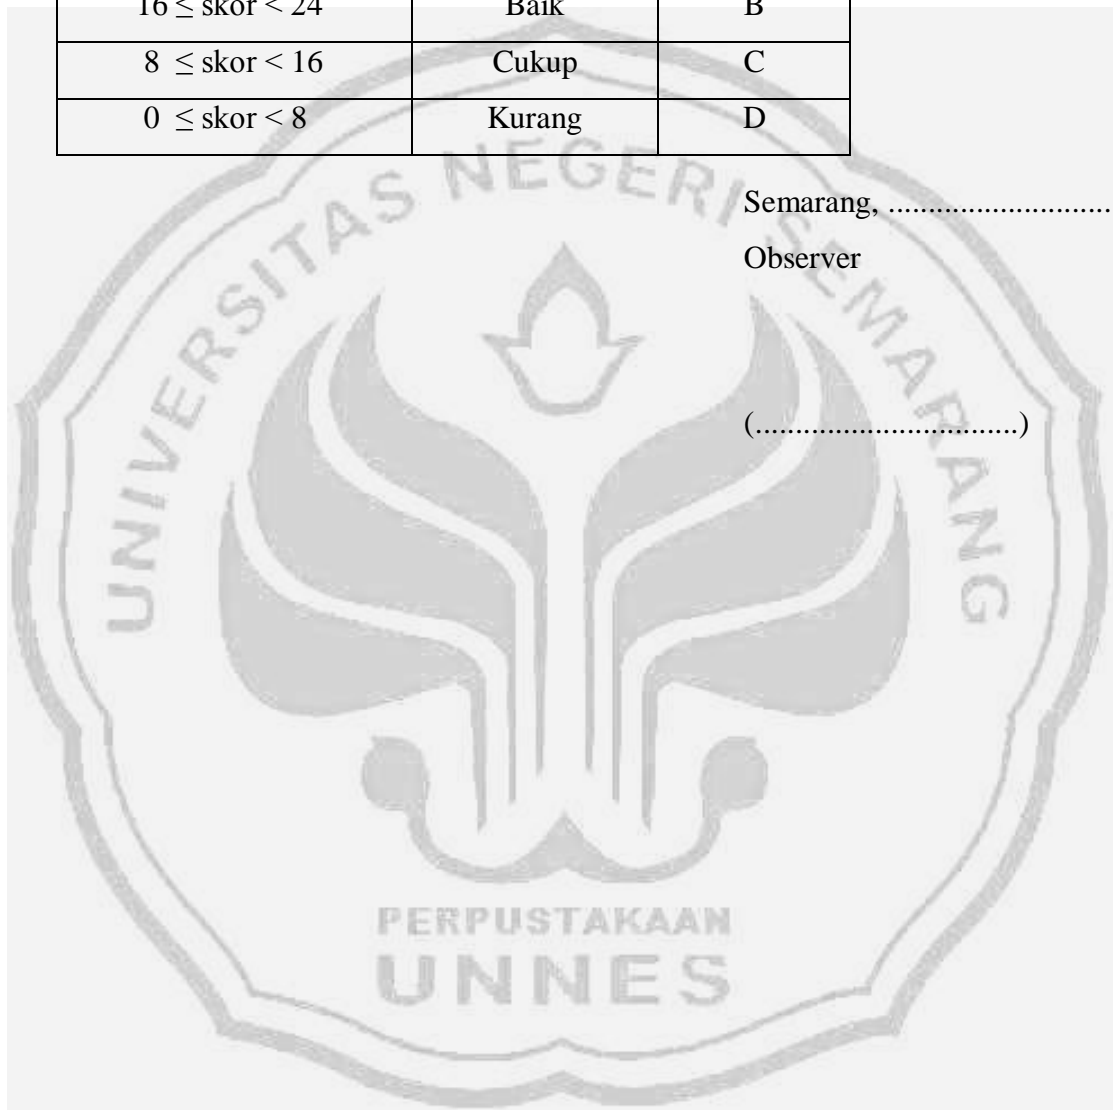 16 ≤ skor < 24 Baik B
8 ≤ skor < 16 Cukup C
0 ≤ skor < 8 Kurang D
Semarang, ............................
Observer
(.................................)
UNIVERSITAS NEGERI SEMARANG
PERPUSTAKAAN
UNNES